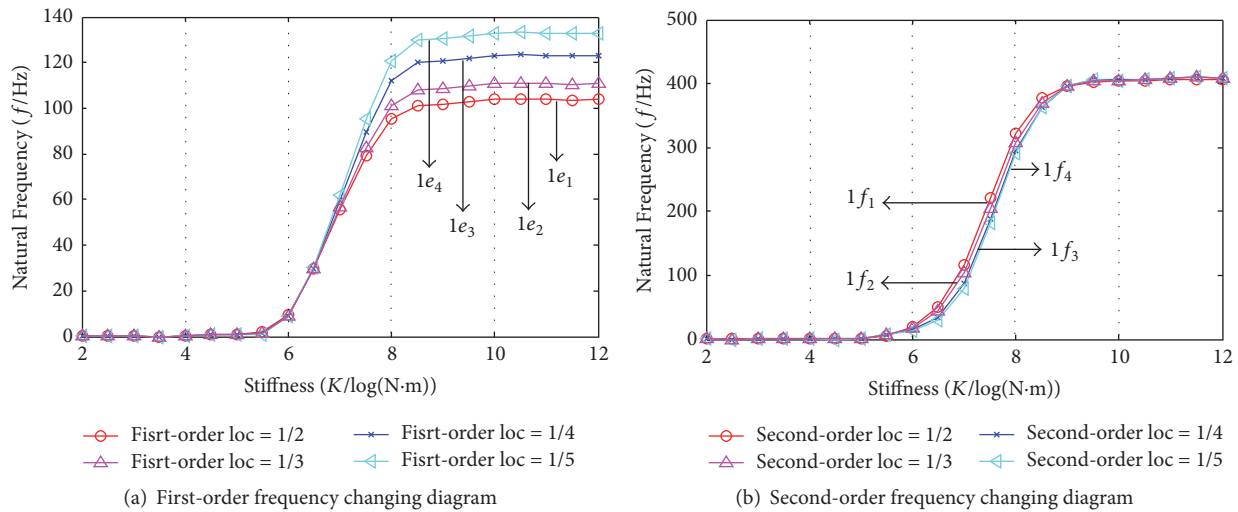 140
120
100
80
60
40
20
0
Natural Frequency (f/Hz)
2 4 6 8 10 12
Stiffness (K/log(N·m))
1e4
1e3
1e2
1e1
Fisrt-order loc = 1/2
Fisrt-order loc = 1/3
Fisrt-order loc = 1/4
Fisrt-order loc = 1/5
(a) First-order frequency changing diagram
500
400
300
200
100
0
Natural Frequency (f/Hz)
2 4 6 8 10 12
Stiffness (K/log(N·m))
1f1
1f2
1f4
1f3
Second-order loc = 1/2
Second-order loc = 1/3
Second-order loc = 1/4
Second-order loc = 1/5
(b) Second-order frequency changing diagram